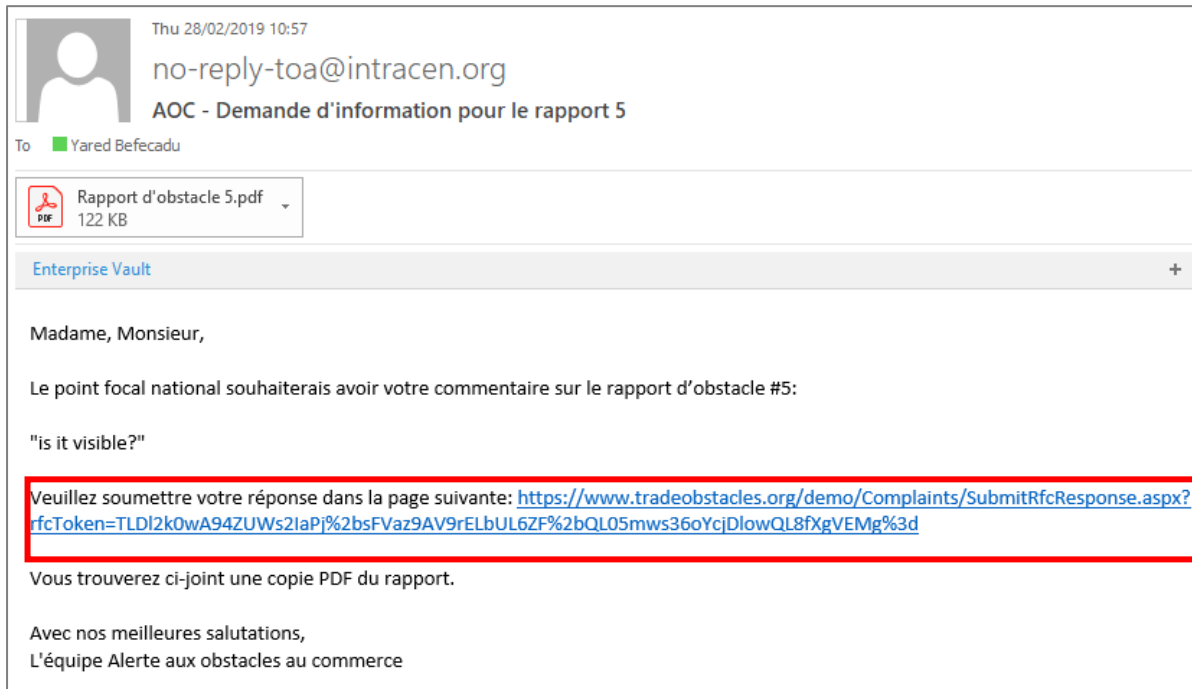 Thu 28/02/2019 10:57
no-reply-toa@intracen.org
AOC - Demande d'information pour le rapport 5
To Yared Befecadu
Rapport d'obstacle 5.pdf
PDF
122 KB
Enterprise Vault +
Madame, Monsieur,
Le point focal national souhaiterais avoir votre commentaire sur le rapport d'obstacle #5:
"is it visible?"
Veuillez soumettre votre réponse dans la page suivante: https://www.tradeobstacles.org/demo/Complaints/SubmitRfcResponse.aspx?
rfcToken=TLDl2k0wA94ZUWs2IaPj%2bsFVaz9AV9rELbUL6ZF%2bQL05mws36oYcjDlowQL8fXgVEMg%3d
Vous trouverez ci-joint une copie PDF du rapport.
Avec nos meilleures salutations,
L'équipe Alerte aux obstacles au commerce